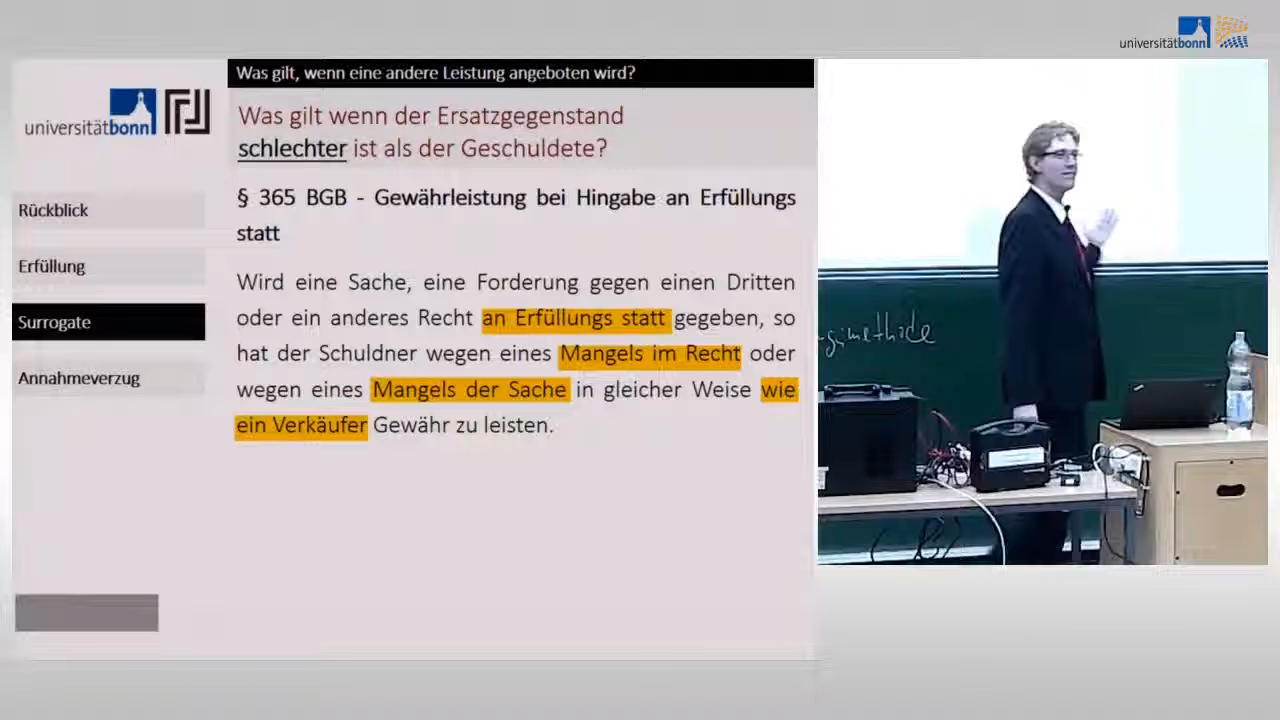 universitätbonn
Was gilt, wenn eine andere Leistung angeboten wird?
universitätbonn
Was gilt wenn der Ersatzgegenstand
schlechter ist als der Geschuldete?
§ 365 BGB - Gewährleistung bei Hingabe an Erfüllungs
statt
Wird eine Sache, eine Forderung gegen einen Dritten
oder ein anderes Recht an Erfüllungs statt gegeben, so
hat der Schuldner wegen eines Mangels im Recht oder
wegen eines Mangels der Sache in gleicher Weise wie
ein Verkäufer Gewähr zu leisten.
Rückblick
Erfüllung
Surrogate
Annahmeverzug